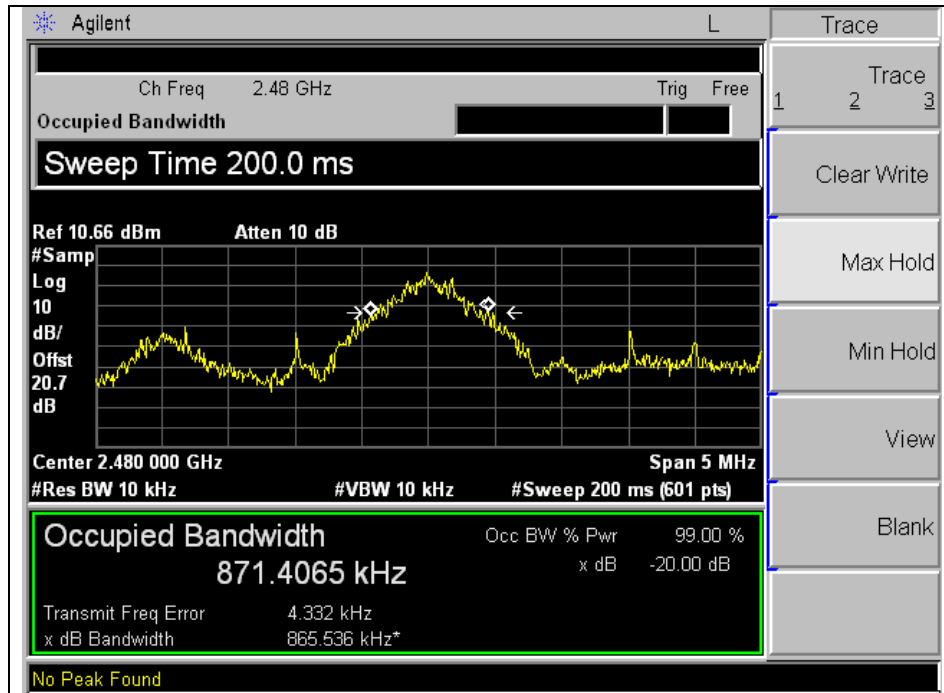 Agilent L Trace
Ch Freq 2.48 GHz Trig Free
Occupied Bandwidth
Trace
1 2 3
Sweep Time 200.0 ms
Clear Write
Ref 10.66 dBm Atten 10 dB
#Samp
Log
10
dB/
Offst
20.7
dB
Max Hold
Min Hold
View
Center 2.480 000 GHz Span 5 MHz
#Res BW 10 kHz #VBW 10 kHz #Sweep 200 ms (601 pts)
Blank
Occupied Bandwidth Occ BW % Pwr 99.00 %
871.4065 kHz x dB -20.00 dB
Transmit Freq Error 4.332 kHz
x dB Bandwidth 865.536 kHz*
No Peak Found